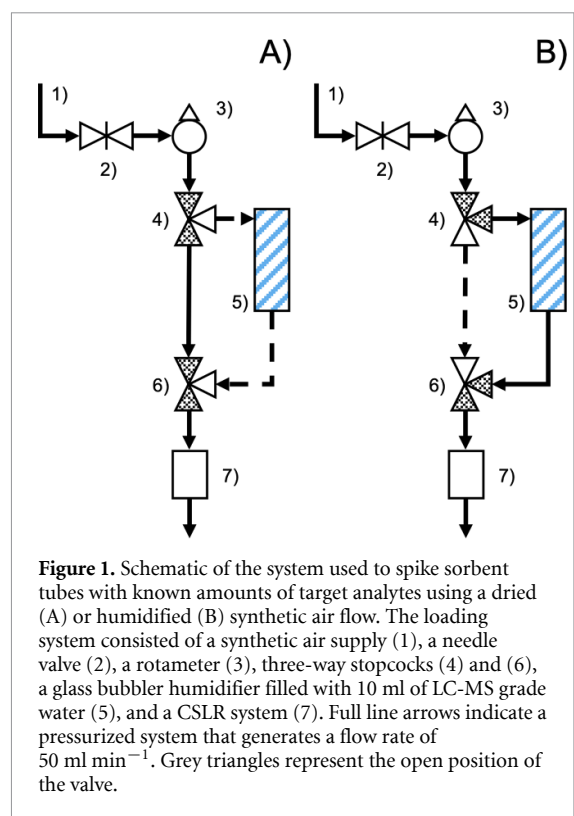 A)
B)
1)
1)
3)
3)
2)
2)
4)
4)
5)
5)
6)
6)
7)
7)
Figure 1. Schematic of the system used to spike sorbent
tubes with known amounts of target analytes using a dried
(A) or humidified (B) synthetic air flow. The loading
system consisted of a synthetic air supply (1), a needle
valve (2), a rotameter (3), three-way stopcocks (4) and (6),
a glass bubbler humidifier filled with 10 ml of LC-MS grade
water (5), and a CSLR system (7). Full line arrows indicate a
pressurized system that generates a flow rate of
50 ml min⁻¹. Grey triangles represent the open position of
the valve.